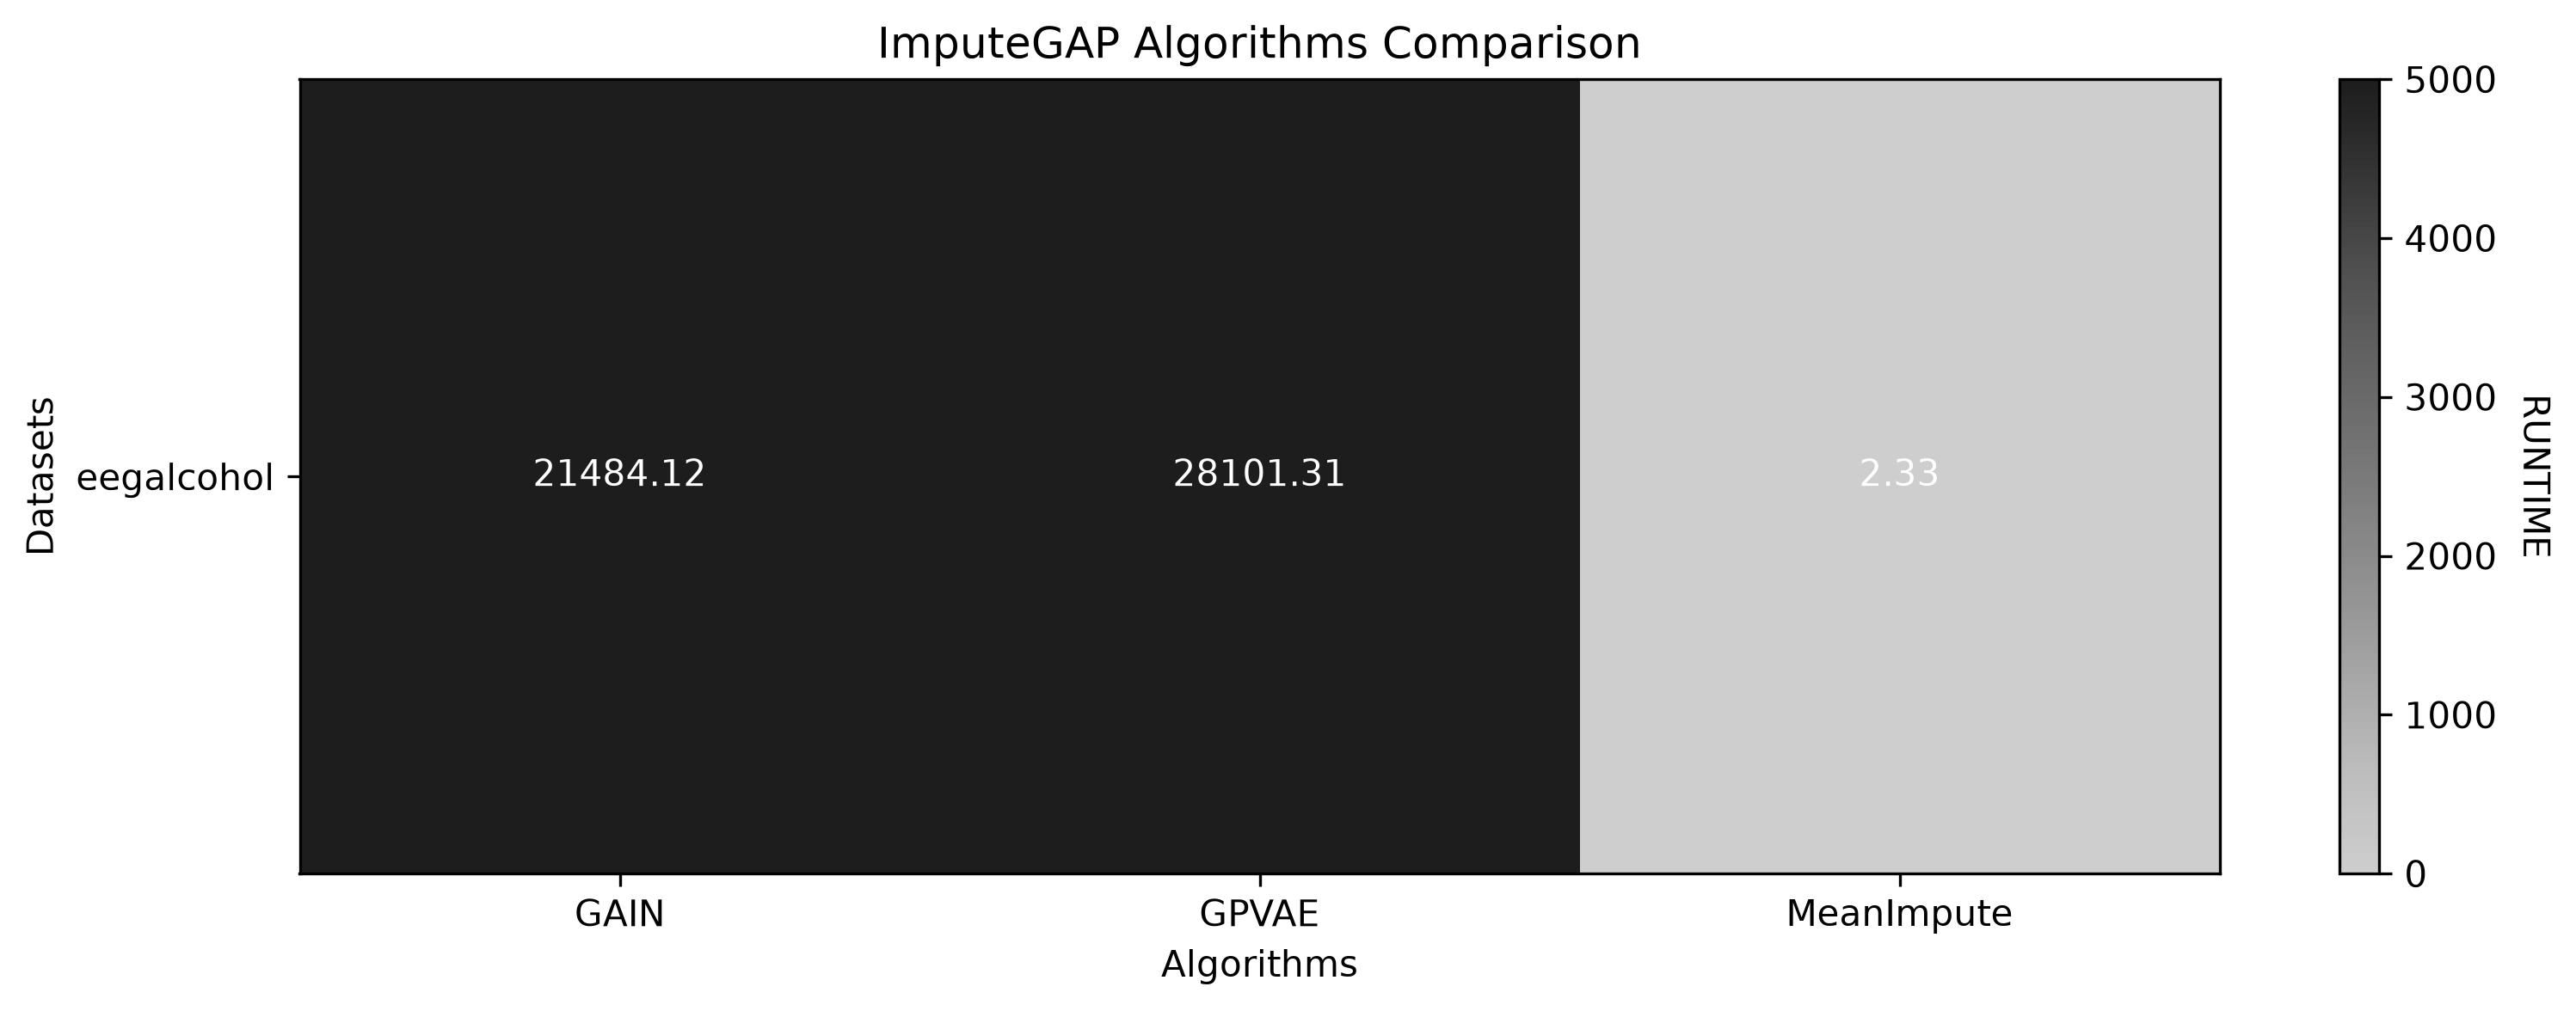 ImputeGAP Algorithms Comparison
Datasets
eegalcohol
21484.12
28101.31
2.33
GAIN
GPVAE
MeanImpute
Algorithms
5000
4000
3000
2000
1000
0
RUNTIME